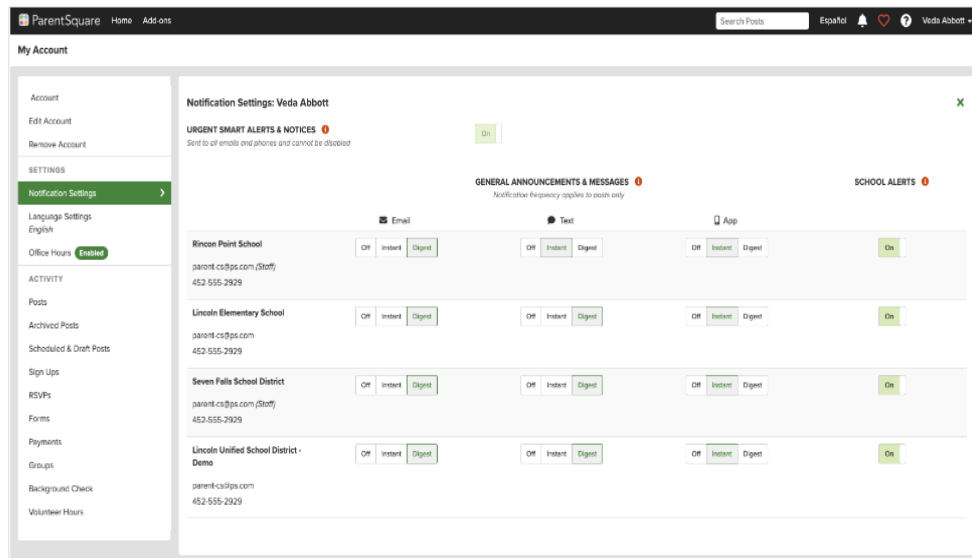 ParentSquare Home Add-ons Search Posts Español Veda Abbott
My Account
Account
Edit Account
Remove Account
SETTINGS
Notification Settings
Language Settings
English
Office Hours Enabled
ACTIVITY
Posts
Archived Posts
Scheduled & Draft Posts
Sign Ups
RSVPs
Forms
Payments
Groups
Background Check
Volunteer Hours
Notification Settings: Veda Abbott X
URGENT SMART ALERTS & NOTICES On
Sent to all emails and phones and cannot be disabled
GENERAL ANNOUNCEMENTS & MESSAGES SCHOOL ALERTS
Notification frequency applies to posts only
Email Text App
Rincon Point School Off Instant Digest Off Instant Digest Off Instant Digest On
parent-cs@ps.com (Staff)
452-555-2929
Lincoln Elementary School Off Instant Digest Off Instant Digest Off Instant Digest On
parent-cs@ps.com
452-555-2929
Seven Falls School District Off Instant Digest Off Instant Digest Off Instant Digest On
parent-cs@ps.com (Staff)
452-555-2929
Lincoln Unified School District - Off Instant Digest Off Instant Digest Off Instant Digest On
Demo
parent-cs@ps.com
452-555-2929